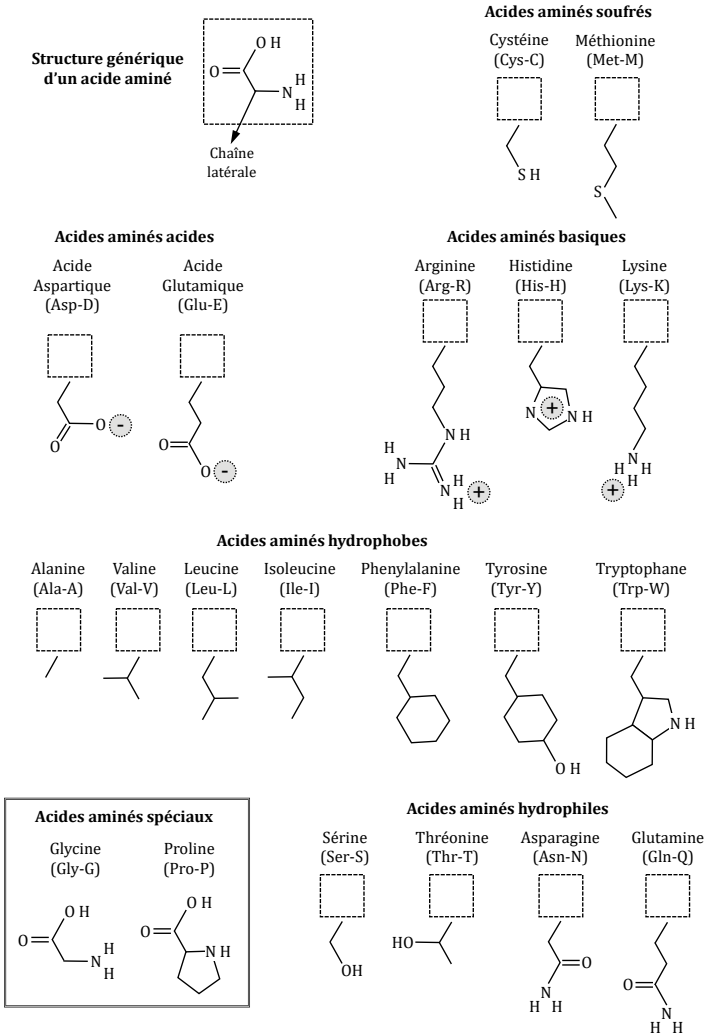 Acides aminés soufrés
Structure générique
d'un acide aminé
O H
O
N
H
H
Chaîne
latérale
Cystéine
(Cys-C)
S H
Méthionine
(Met-M)
S
Acides aminés acides
Acide
Aspartique
(Asp-D)
O
O
-
Acide
Glutamique
(Glu-E)
O
O
-
Acides aminés basiques
Arginine
(Arg-R)
N H
H
N
H
N
H
H
+
Histidine
(His-H)
N
+
N H
Lysine
(Lys-K)
N
H H
H
+
Acides aminés hydrophobes
Alanine
(Ala-A)
Valine
(Val-V)
Leucine
(Leu-L)
Isoleucine
(Ile-I)
Phenylalanine
(Phe-F)
Tyrosine
(Tyr-Y)
O H
Tryptophane
(Trp-W)
N H
Acides aminés spéciaux
Glycine
(Gly-G)
O H
O
N
H
H
Proline
(Pro-P)
O H
O
N H
Acides aminés hydrophiles
Sérine
(Ser-S)
OH
Thréonine
(Thr-T)
HO
Asparagine
(Asn-N)
O
N
H H
Glutamine
(Gln-Q)
O
N
H H